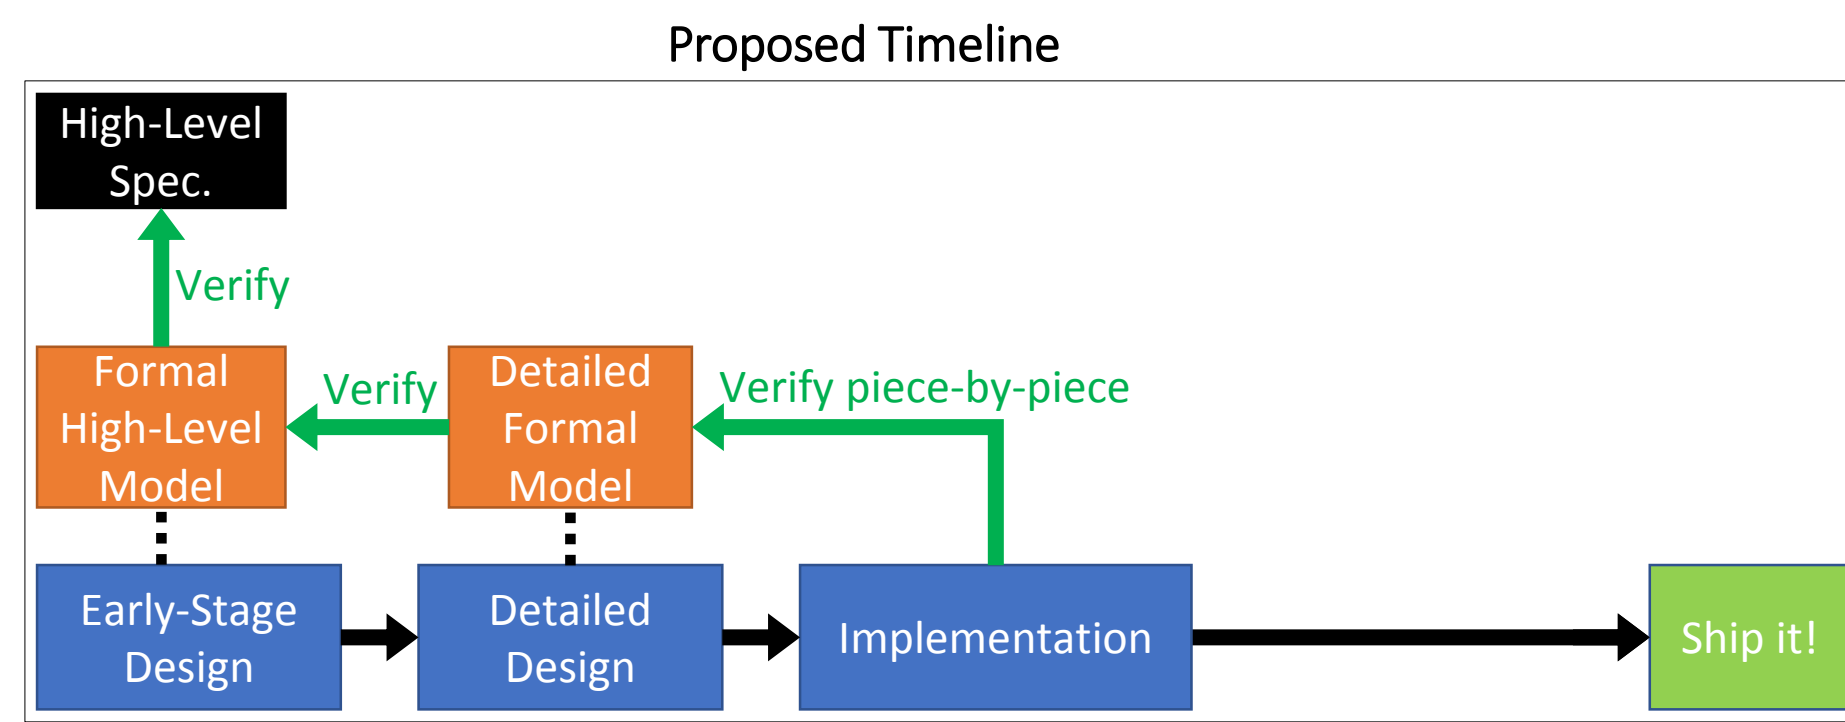 Proposed Timeline
High-Level
Spec.
Verify
Formal
High-Level
Model
Verify
Detailed
Formal
Model
Verify piece-by-piece
Early-Stage
Design
Detailed
Design
Implementation
Ship it!